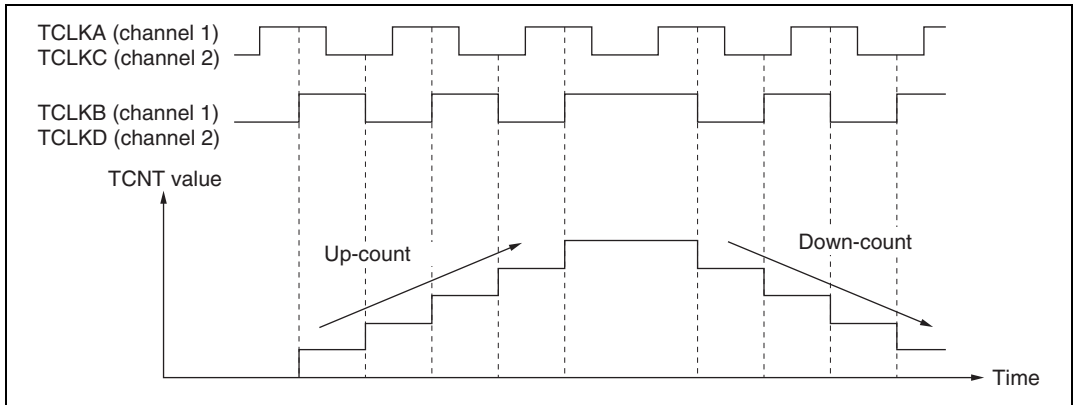 TCLKA (channel 1)
TCLKC (channel 2)
TCLKB (channel 1)
TCLKD (channel 2)
TCNT value
Up-count
Down-count
Time